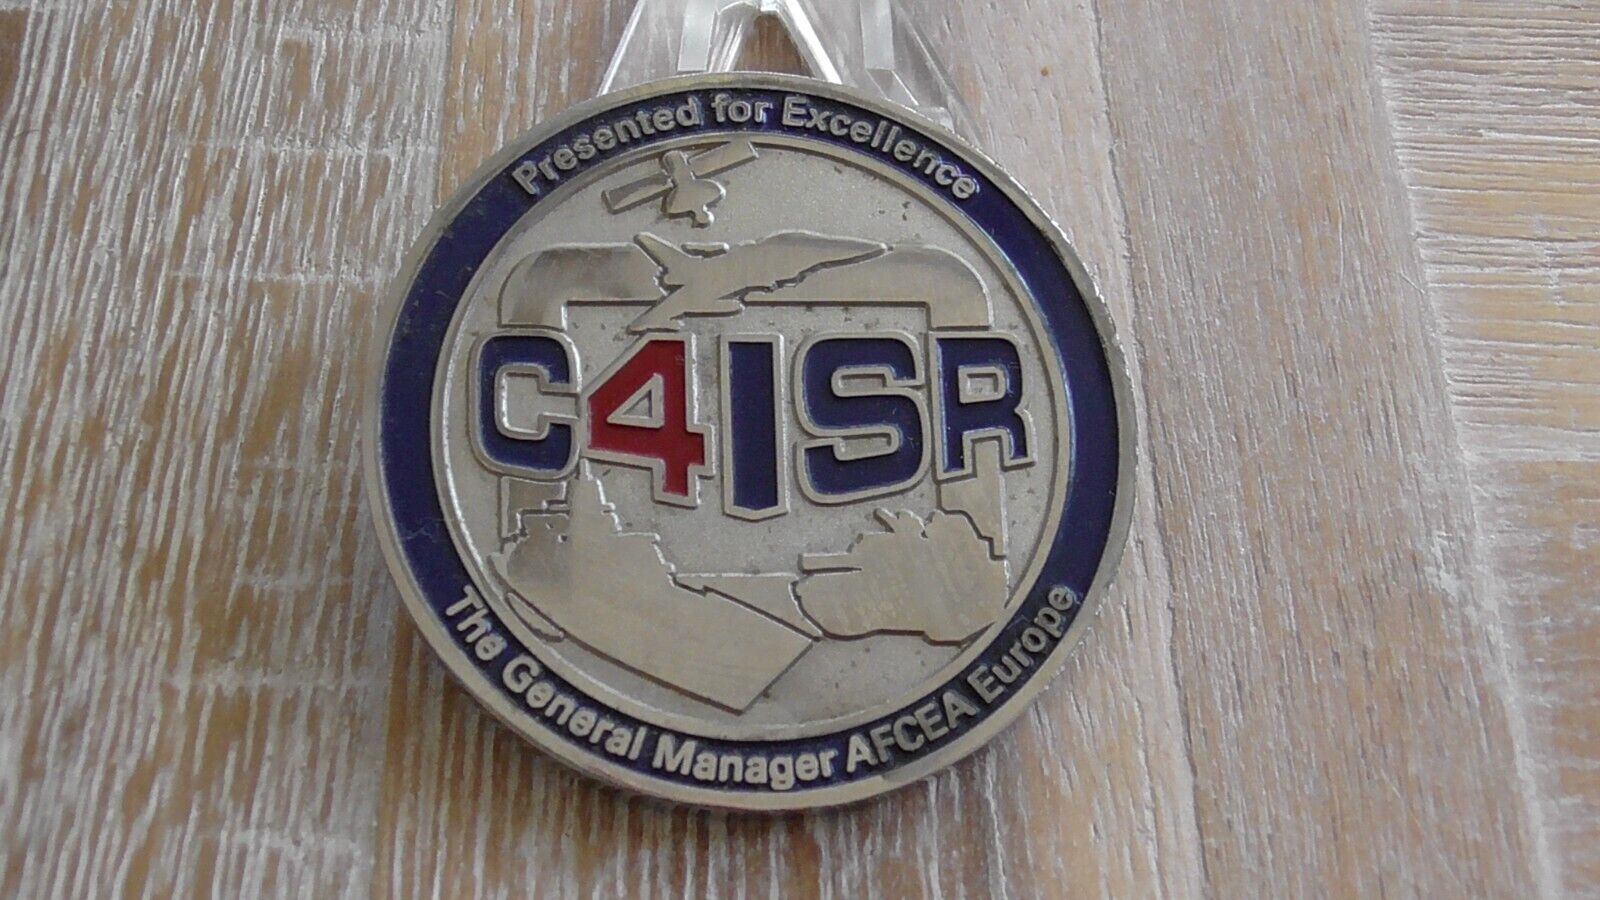 Presented for Excellence
C4ISR
The General Manager AFCEA Europe